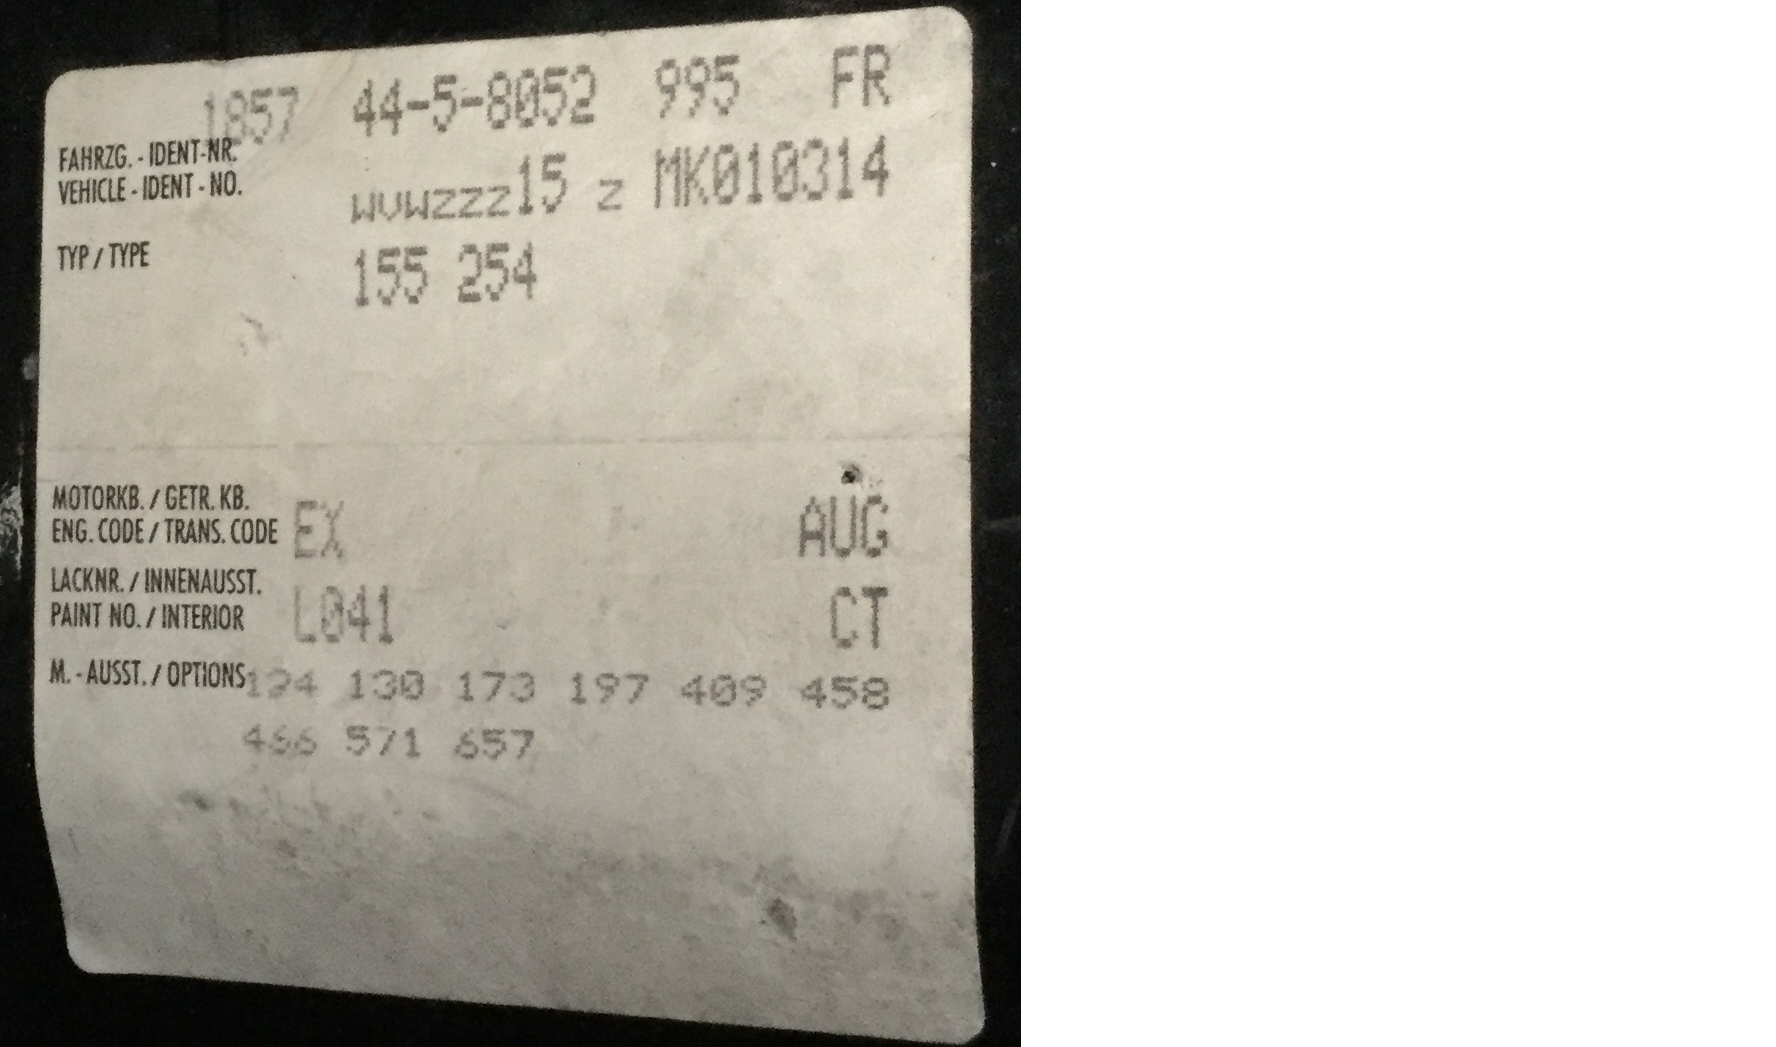 1857 44-5-8052 995 FR
FAHRZG. - IDENT-NR.
VEHICLE - IDENT - NO. WVWZZZ15 Z MK010314
TYP / TYPE 155 254
MOTORKB. / GETR. KB.
ENG. CODE / TRANS. CODE EX AUG
LACKNR. / INNENAUSST.
PAINT NO. / INTERIOR L041 CT
M. - AUSST. / OPTIONS 124 130 173 197 409 458
466 571 657